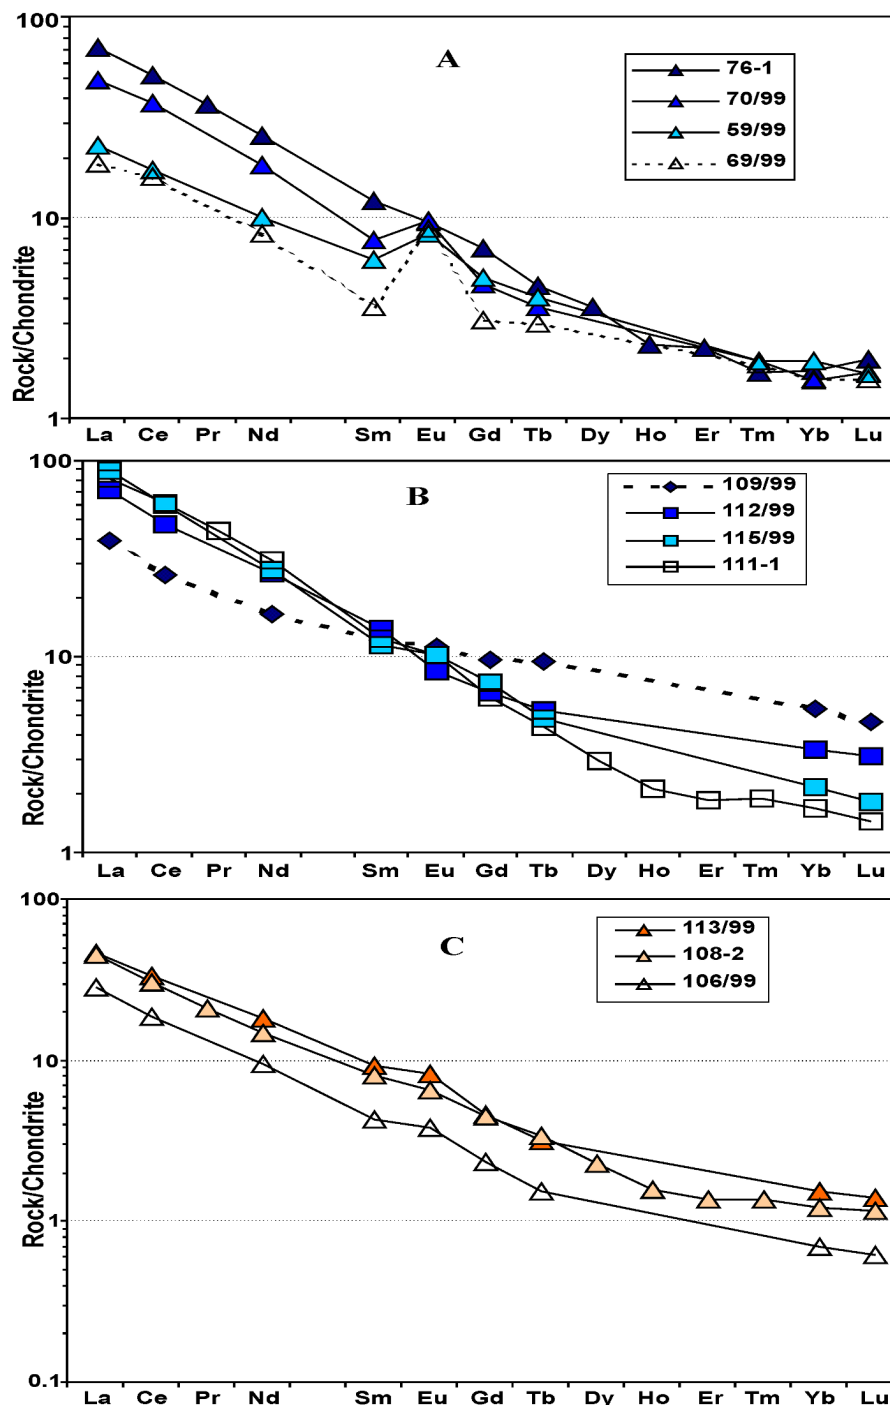 100
A
76-1
70/99
59/99
69/99
10
Rock/Chondrite
1
La Ce Pr Nd Sm Eu Gd Tb Dy Ho Er Tm Yb Lu
100
B
109/99
112/99
115/99
111-1
10
Rock/Chondrite
1
La Ce Pr Nd Sm Eu Gd Tb Dy Ho Er Tm Yb Lu
100
C
113/99
108-2
106/99
10
Rock/Chondrite
1
0.1
La Ce Pr Nd Sm Eu Gd Tb Dy Ho Er Tm Yb Lu